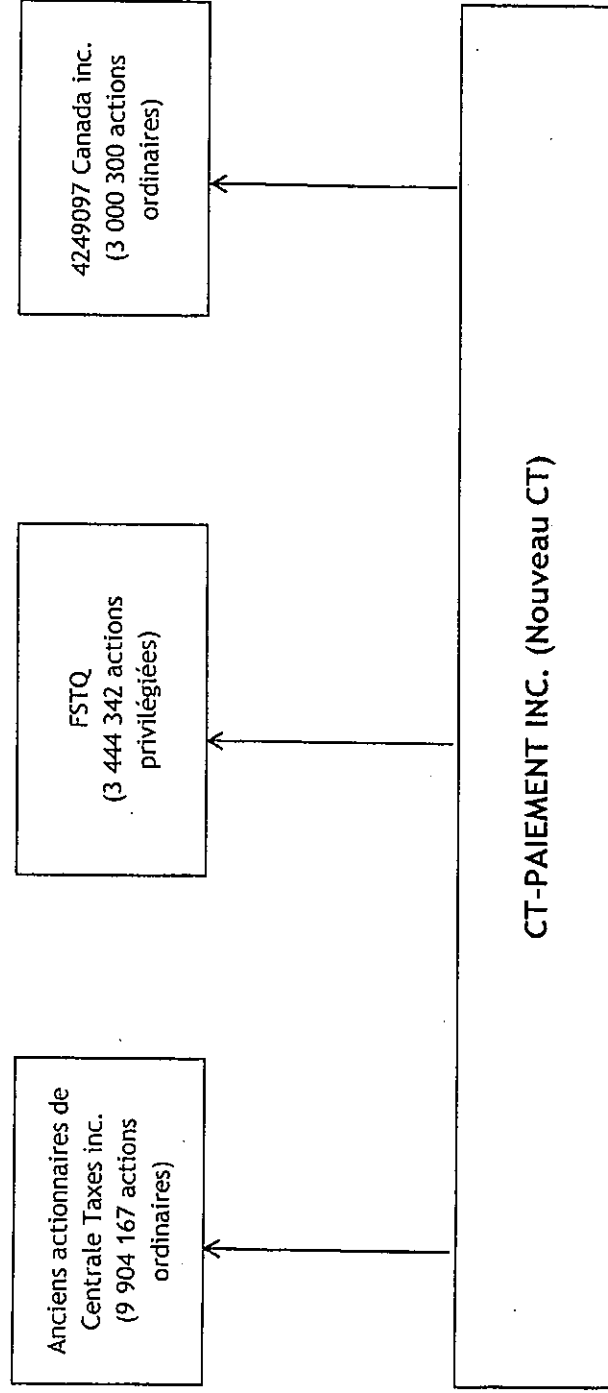 Anciens actionnaires de
Centrale Taxes inc.
(9 904 167 actions
ordinaires)
FSTQ
(3 444 342 actions
privilégiées)
4249097 Canada inc.
(3 000 300 actions
ordinaires)
CT-PAIEMENT INC. (Nouveau CT)